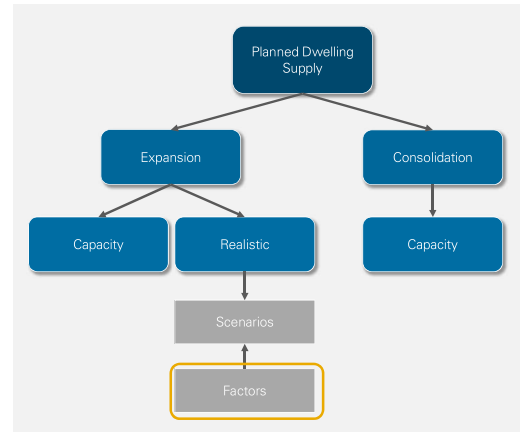 Planned Dwelling
Supply
Expansion
Consolidation
Capacity
Realistic
Capacity
Scenarios
Factors